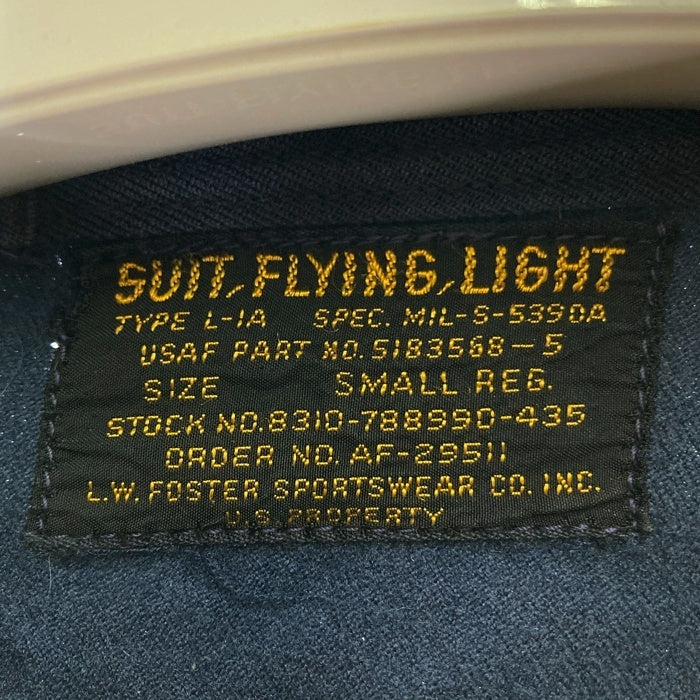 SUIT, FLYING, LIGHT
TYPE L-1A SPEC. MIL-S-5390A
USAF PART NO. 5183568-5
SIZE SMALL REG.
STOCK NO. 8310-788990-435
ORDER NO. AF-29511
L.W. FOSTER SPORTSWEAR CO. INC.
U.S. PROPERTY